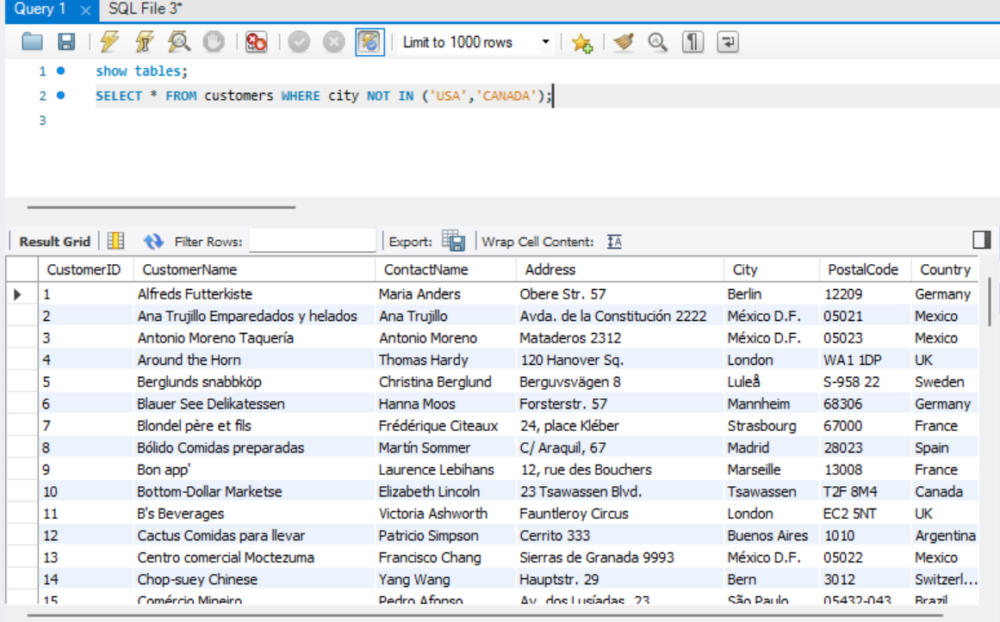 Query 1 × SQL File 3*
Limit to 1000 rows
1 show tables;
2 SELECT * FROM customers WHERE city NOT IN ('USA','CANADA');
3
Result Grid Filter Rows: Export: Wrap Cell Content: IA
CustomerID CustomerName ContactName Address City PostalCode Country
1 Alfreds Futterkiste Maria Anders Obere Str. 57 Berlin 12209 Germany
2 Ana Trujillo Emparedados y helados Ana Trujillo Avda. de la Constitución 2222 México D.F. 05021 Mexico
3 Antonio Moreno Taquería Antonio Moreno Mataderos 2312 México D.F. 05023 Mexico
4 Around the Horn Thomas Hardy 120 Hanover Sq. London WA1 1DP UK
5 Berglunds snabbköp Christina Berglund Berguvsvägen 8 Luleå S-958 22 Sweden
6 Blauer See Delikatessen Hanna Moos Forsterstr. 57 Mannheim 68306 Germany
7 Blondel père et fils Frédérique Citeaux 24, place Kléber Strasbourg 67000 France
8 Bólido Comidas preparadas Martín Sommer C/ Araquil, 67 Madrid 28023 Spain
9 Bon app' Laurence Lebihans 12, rue des Bouchers Marseille 13008 France
10 Bottom-Dollar Marketse Elizabeth Lincoln 23 Tsawassen Blvd. Tsawassen T2F 8M4 Canada
11 B's Beverages Victoria Ashworth Fauntleroy Circus London EC2 5NT UK
12 Cactus Comidas para llevar Patricio Simpson Cerrito 333 Buenos Aires 1010 Argentina
13 Centro comercial Moctezuma Francisco Chang Sierras de Granada 9993 México D.F. 05022 Mexico
14 Chop-suey Chinese Yang Wang Hauptstr. 29 Bern 3012 Switzerl...
15 Comércio Mineiro Pedro Afonso Av. dos Lusíadas, 23 São Paulo 05432-043 Brazil